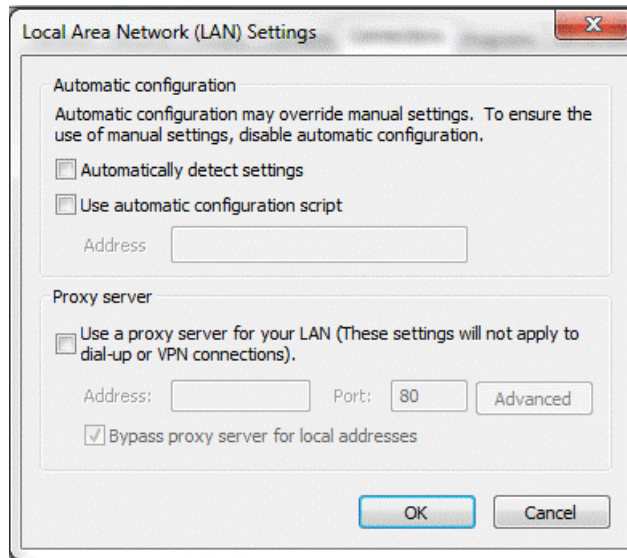 Local Area Network (LAN) Settings
Automatic configuration
Automatic configuration may override manual settings. To ensure the
use of manual settings, disable automatic configuration.
Automatically detect settings
Use automatic configuration script
Address
Proxy server
Use a proxy server for your LAN (These settings will not apply to
dial-up or VPN connections).
Address:
Port: 80 Advanced
Bypass proxy server for local addresses
OK Cancel